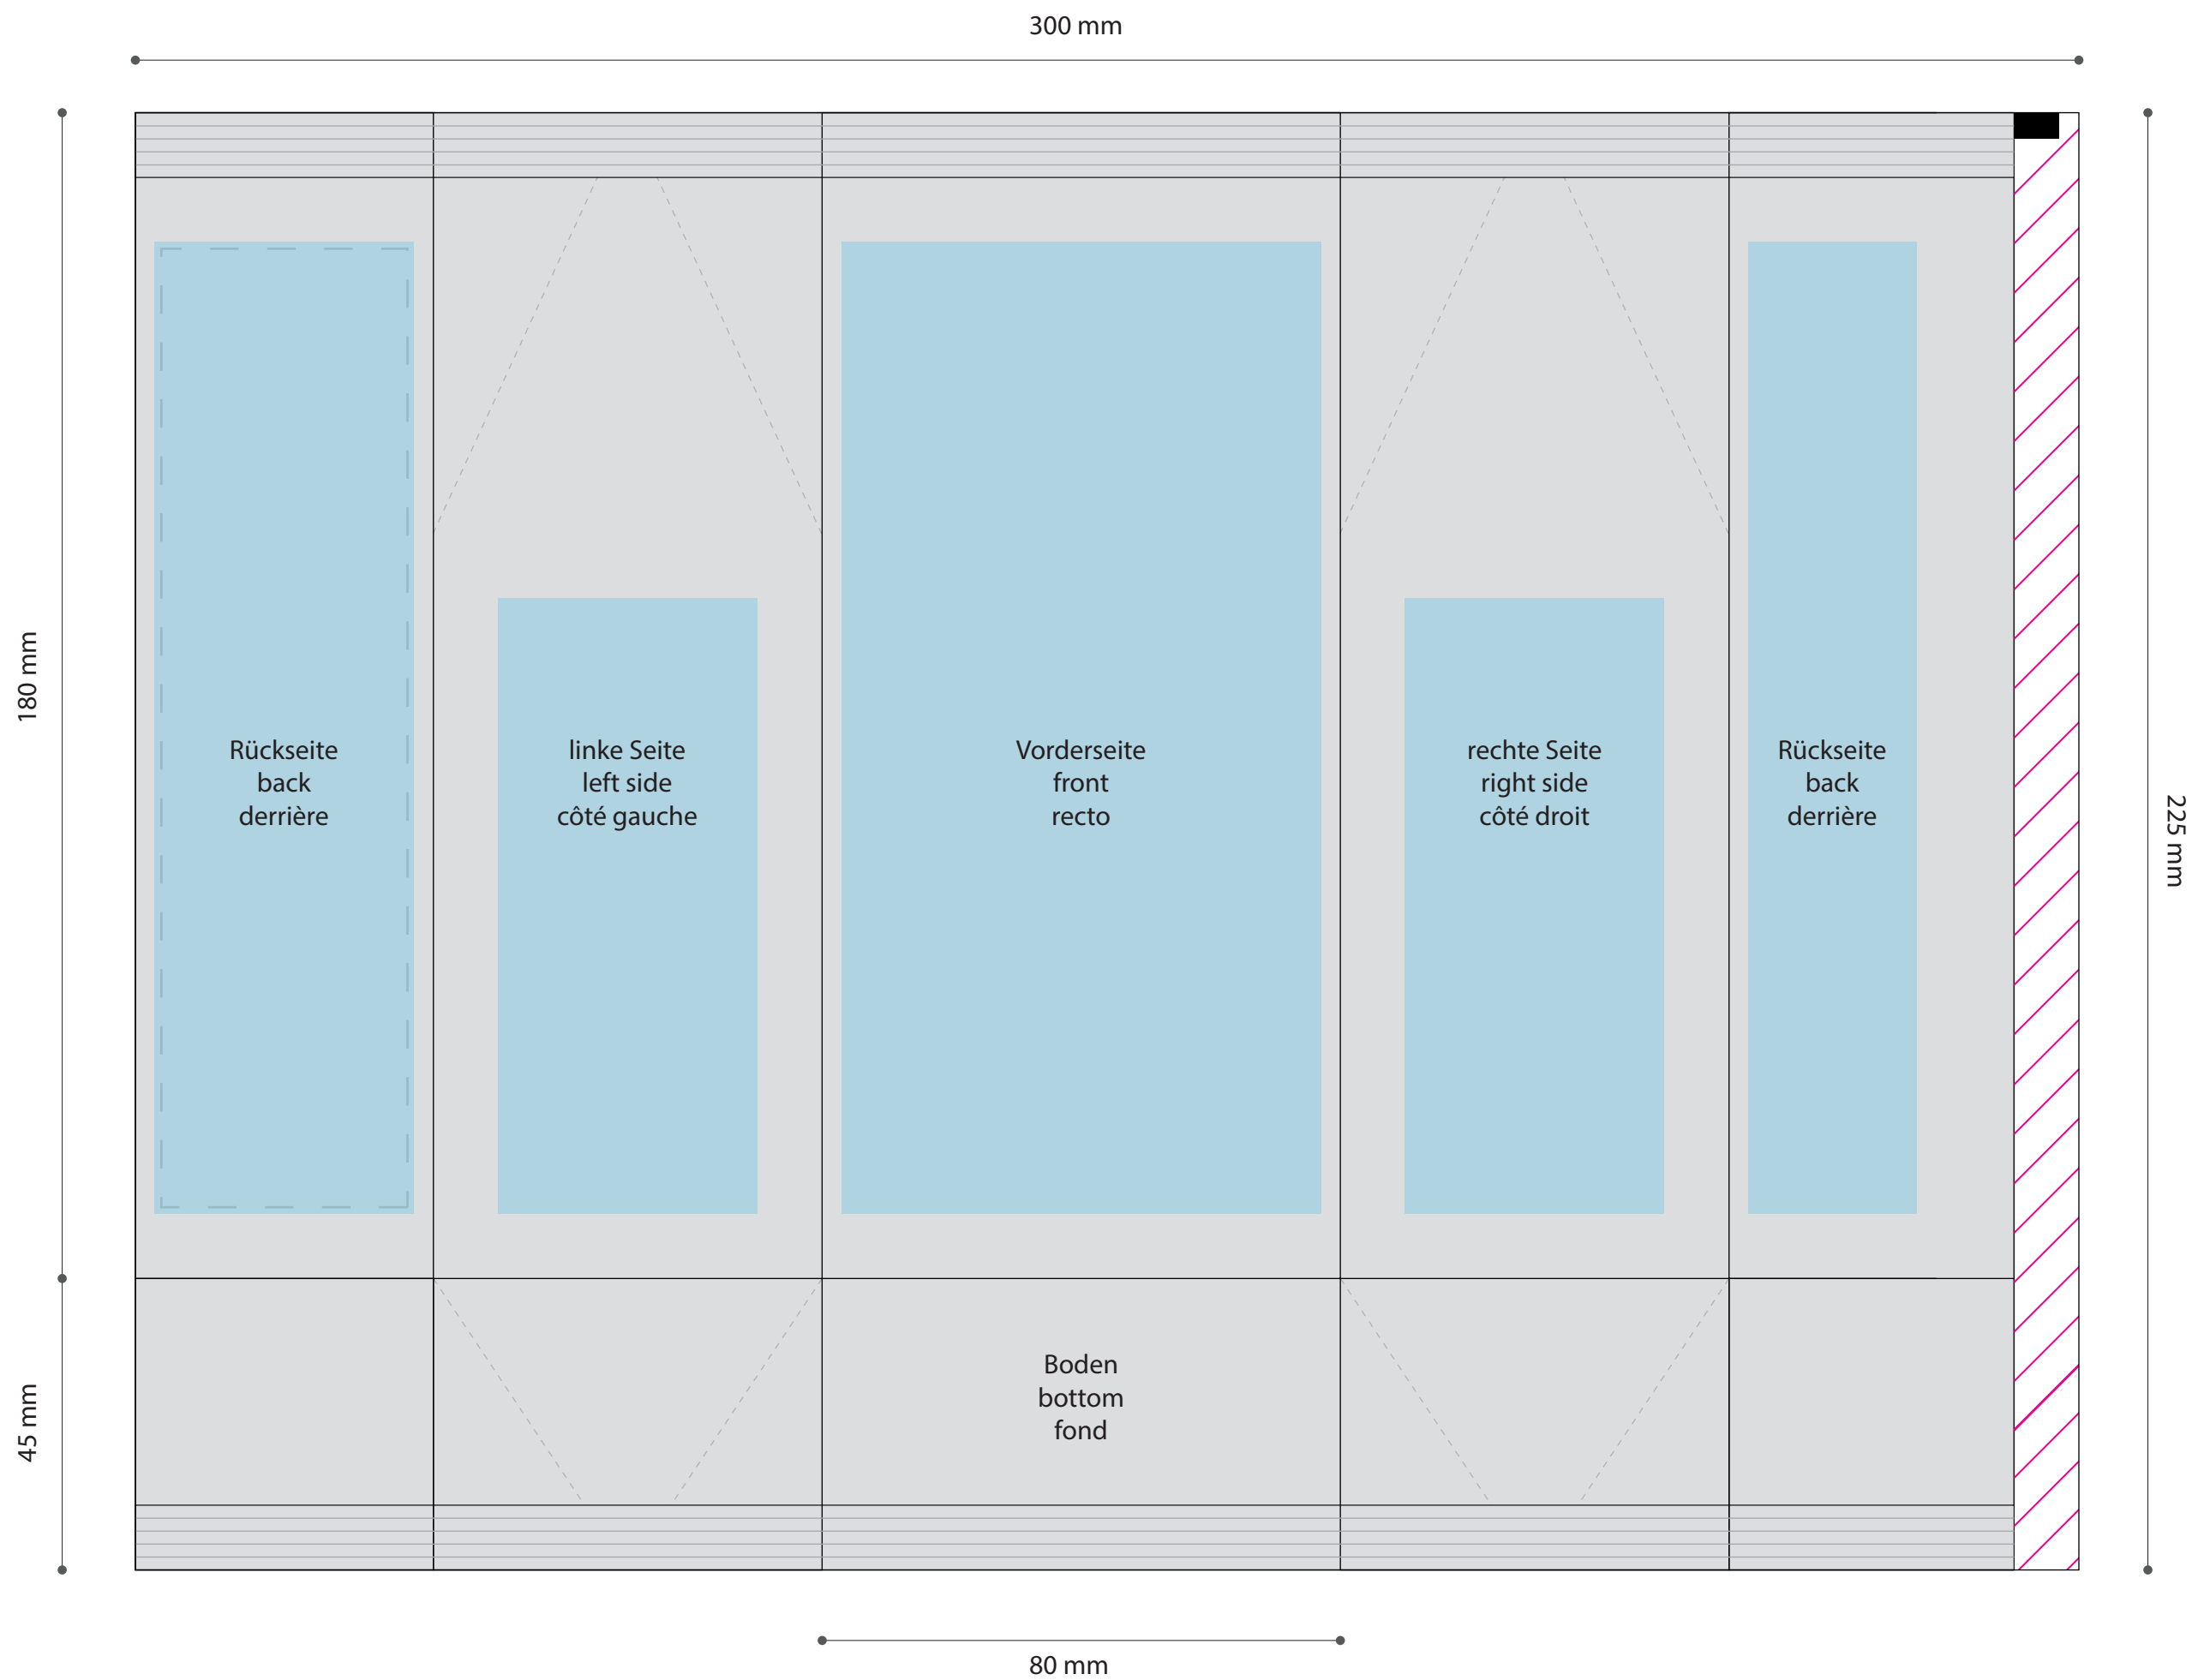 300 mm
180 mm
225 mm
Rückseite
back
derrière
linke Seite
left side
côté gauche
Vorderseite
front
recto
rechte Seite
right side
côté droit
Rückseite
back
derrière
45 mm
Boden
bottom
fond
80 mm